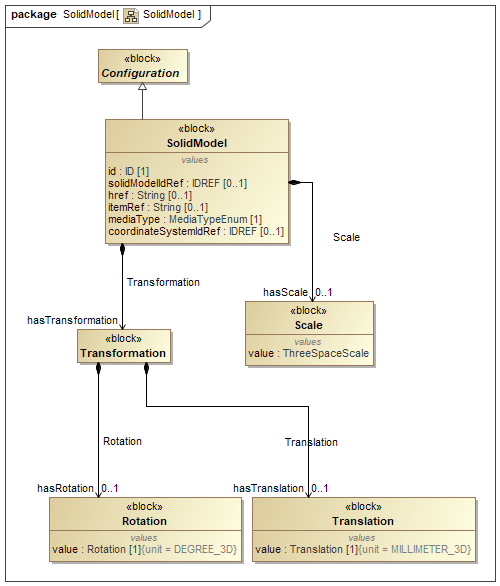 package SolidModel [ SolidModel ]
«block»
Configuration
«block»
SolidModel
values
id : ID [1]
solidModelIdRef : IDREF [0..1]
href : String [0..1]
itemRef : String [0..1]
mediaType : MediaTypeEnum [1]
coordinateSystemIdRef : IDREF [0..1]
Scale
Transformation
hasScale 0..1
hasTransformation
«block»
Scale
values
value : ThreeSpaceScale
«block»
Transformation
Rotation
Translation
hasRotation 0..1
hasTranslation 0..1
«block»
Rotation
values
value : Rotation [1]{unit = DEGREE_3D}
«block»
Translation
values
value : Translation [1]{unit = MILLIMETER_3D}